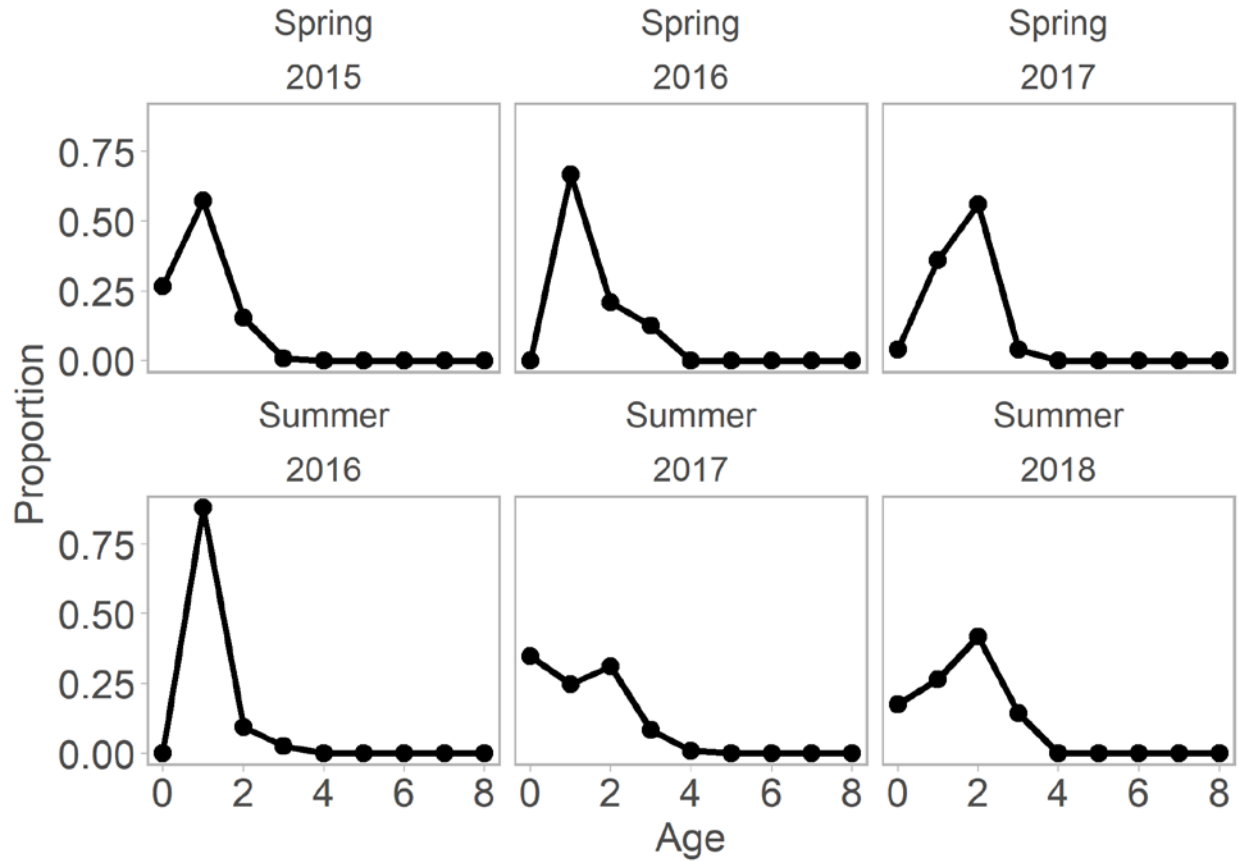 Spring Spring Spring
2015 2016 2017
0.75
0.50
0.25
0.00
Proportion
Summer Summer Summer
2016 2017 2018
0.75
0.50
0.25
0.00
0 2 4 6 8 0 2 4 6 8 0 2 4 6 8
Age